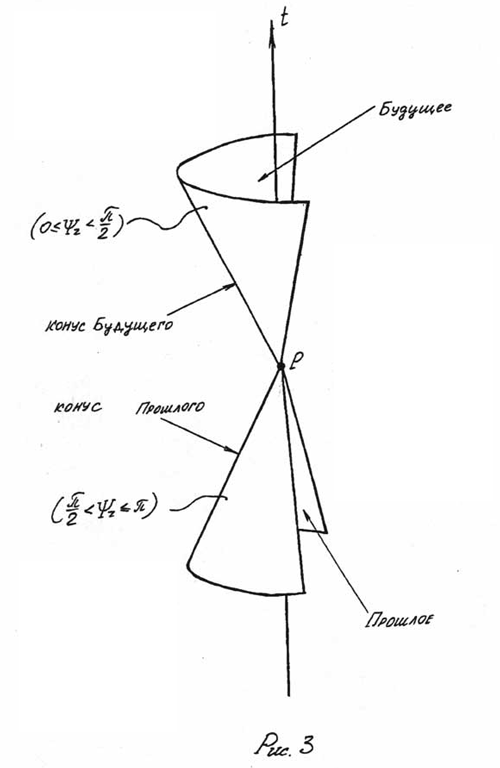 t
Будущее
(0≤Ψ₂<π/2)
конус Будущего
P
конус Прошлого
(π/2<Ψ₂≤π)
Прошлое
Рис. 3